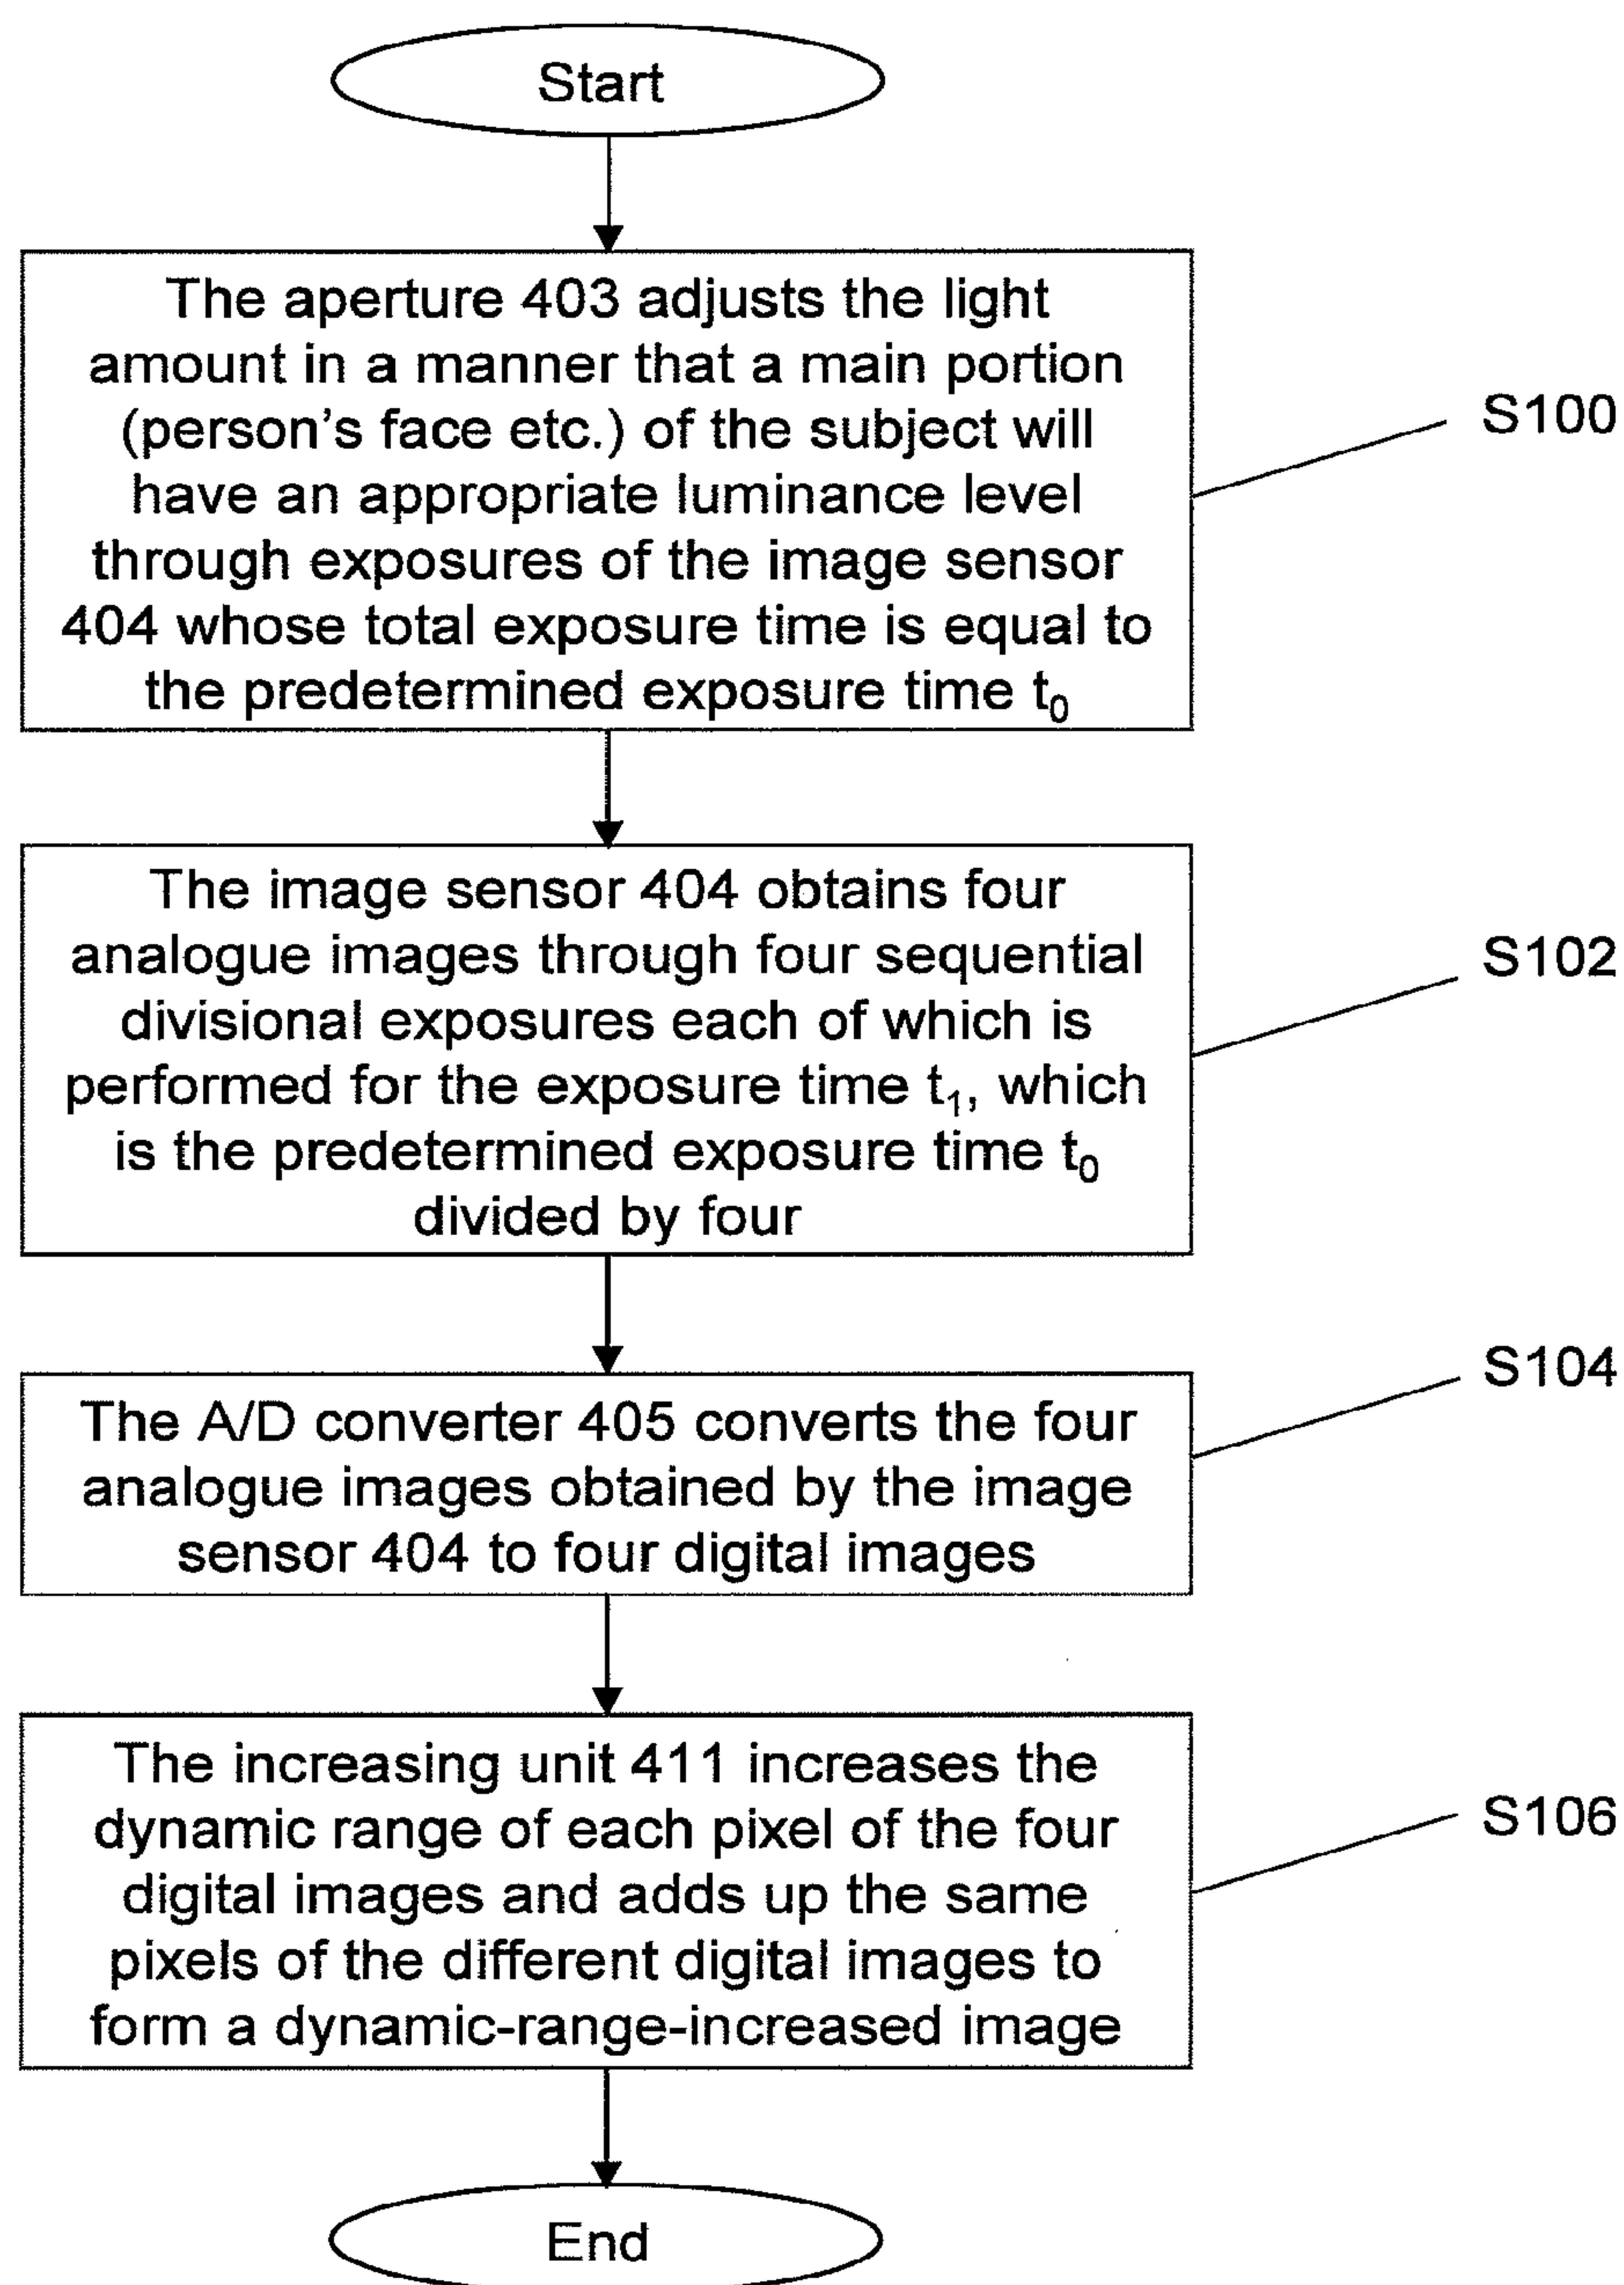 Start
The aperture 403 adjusts the light
amount in a manner that a main portion
(person's face etc.) of the subject will
have an appropriate luminance level
through exposures of the image sensor
404 whose total exposure time is equal to
the predetermined exposure time t₀
S100
The image sensor 404 obtains four
analogue images through four sequential
divisional exposures each of which is
performed for the exposure time t₁, which
is the predetermined exposure time t₀
divided by four
S102
The A/D converter 405 converts the four
analogue images obtained by the image
sensor 404 to four digital images
S104
The increasing unit 411 increases the
dynamic range of each pixel of the four
digital images and adds up the same
pixels of the different digital images to
form a dynamic-range-increased image
S106
End